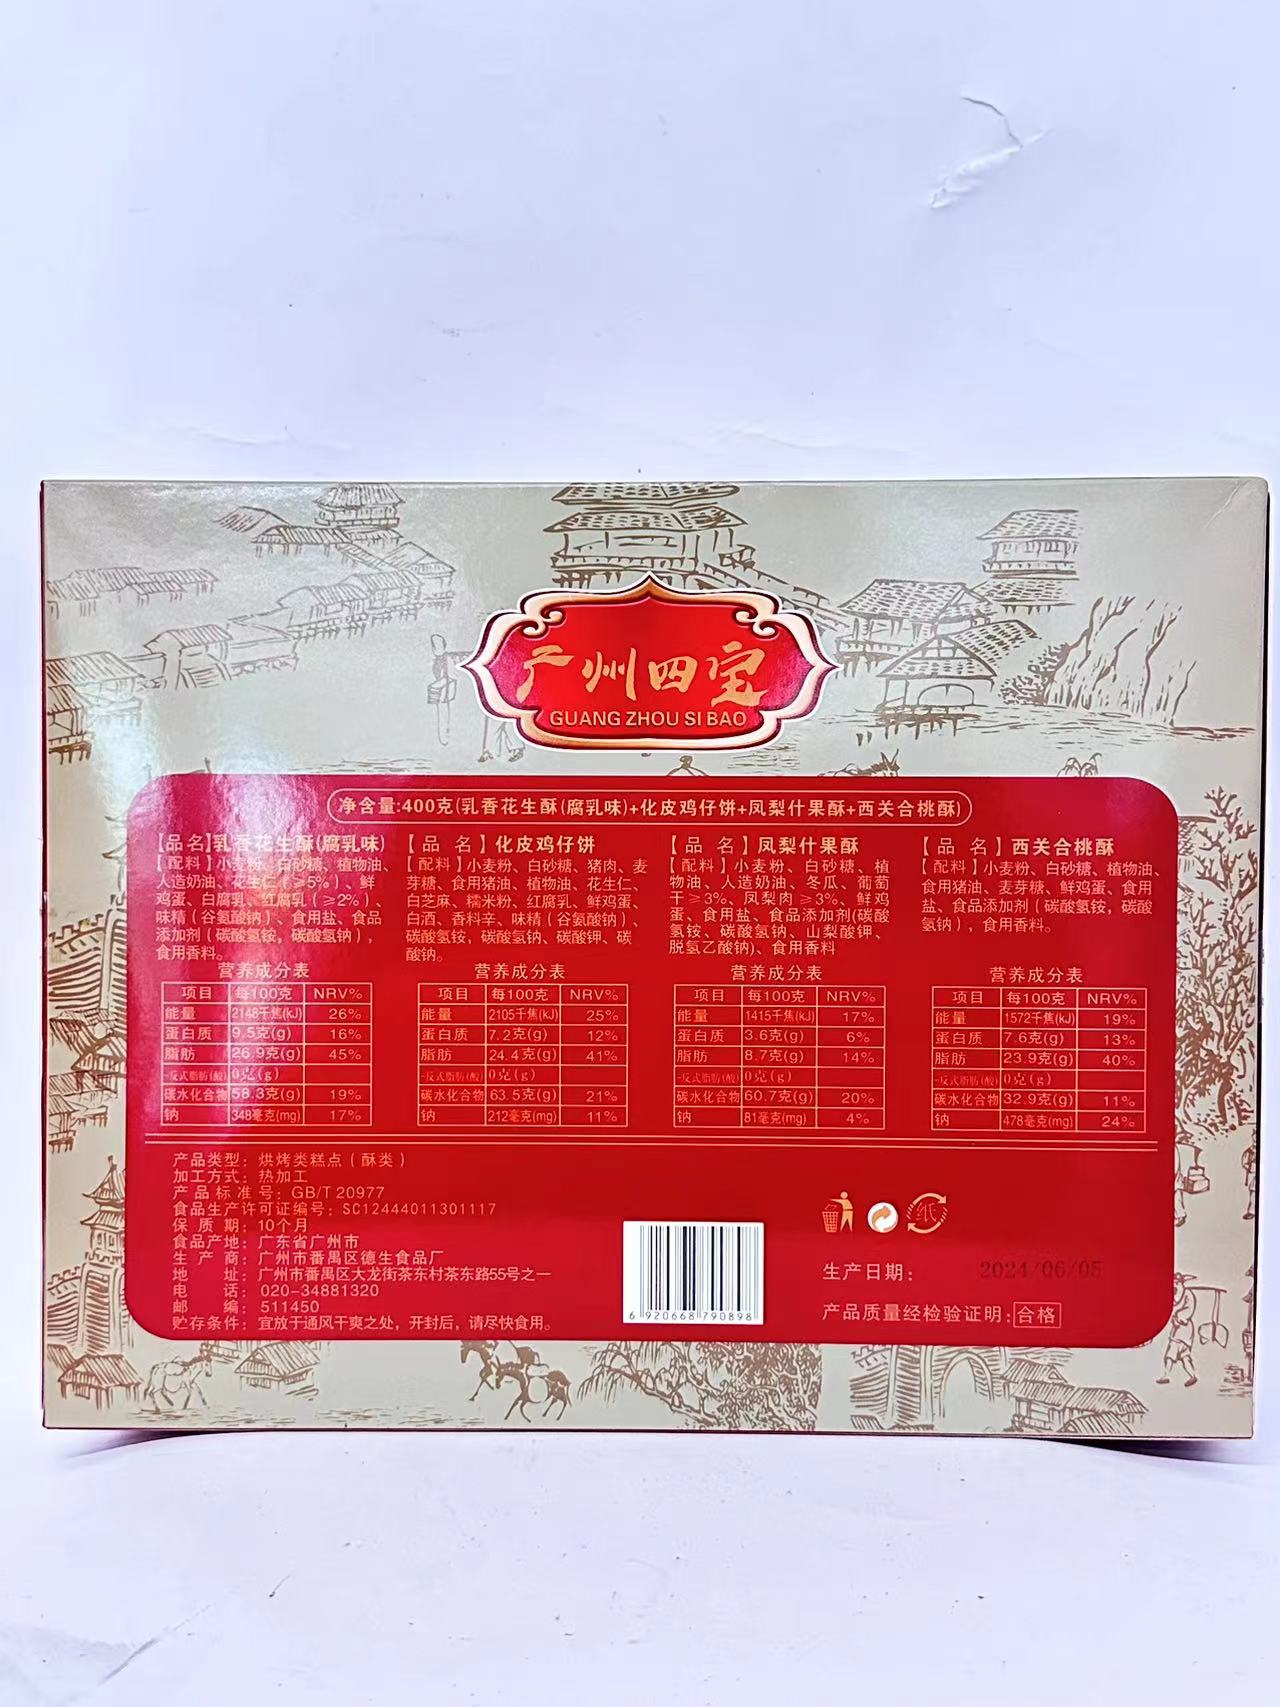 广州四宝
GUANG ZHOU SI BAO
净含量:400克(乳香花生酥(腐乳味)+化皮鸡仔饼+凤梨什果酥+西关合桃酥)
【品名】乳香花生酥(腐乳味)
【配料】小麦粉、白砂糖、植物油、
人造奶油、花生仁(≥5%)、鲜
鸡蛋、白腐乳、红腐乳(≥2%)、
味精(谷氨酸钠)、食用盐、食品
添加剂(碳酸氢铵,碳酸氢钠),
食用香料。
营养成分表
项目 每100克 NRV%
能量 2148千焦(kJ) 26%
蛋白质 9.5克(g) 16%
脂肪 26.9克(g) 45%
-反式脂肪(酸) 0克(g)
碳水化合物 58.3克(g) 19%
钠 348毫克(mg) 17%
【品 名】化皮鸡仔饼
【配料】小麦粉、白砂糖、猪肉、麦
芽糖、食用猪油、植物油、花生仁、
白芝麻、糯米粉、红腐乳、鲜鸡蛋、
白酒、香料辛、味精(谷氨酸钠)、
碳酸氢铵,碳酸氢钠、碳酸钾、碳
酸钠。
营养成分表
项目 每100克 NRV%
能量 2105千焦(kJ) 25%
蛋白质 7.2克(g) 12%
脂肪 24.4克(g) 41%
-反式脂肪(酸) 0克(g)
碳水化合物 63.5克(g) 21%
钠 212毫克(mg) 11%
【品 名】凤梨什果酥
【配料】小麦粉、白砂糖、植
物油、人造奶油、冬瓜、葡萄
干≥3%、凤梨肉≥3%、鲜鸡
蛋、食用盐、食品添加剂(碳酸
氢铵、碳酸氢钠、山梨酸钾、
脱氢乙酸钠)、食用香料
营养成分表
项目 每100克 NRV%
能量 1415千焦(kJ) 17%
蛋白质 3.6克(g) 6%
脂肪 8.7克(g) 14%
-反式脂肪(酸) 0克(g)
碳水化合物 60.7克(g) 20%
钠 81毫克(mg) 4%
【品 名】西关合桃酥
【配料】小麦粉、白砂糖、植物油、
食用猪油、麦芽糖、鲜鸡蛋、食用
盐、食品添加剂(碳酸氢铵,碳酸
氢钠),食用香料。
营养成分表
项目 每100克 NRV%
能量 1572千焦(kJ) 19%
蛋白质 7.6克(g) 13%
脂肪 23.9克(g) 40%
-反式脂肪(酸) 0克(g)
碳水化合物 32.9克(g) 11%
钠 478毫克(mg) 24%
产品类型:烘烤类糕点(酥类)
加工方式:热加工
产品标准号:GB/T 20977
食品生产许可证编号:SC12444011301117
保 质 期:10个月
食品产地:广东省广州市
生 产 商:广州市番禺区德生食品厂
地 址:广州市番禺区大龙街茶东村茶东路55号之一
电 话:020-34881320
邮 编:511450
贮存条件:宜放于通风干爽之处,开封后,请尽快食用。
6 920668 790898
纸
生产日期: 2024/06/05
产品质量经检验证明:合格